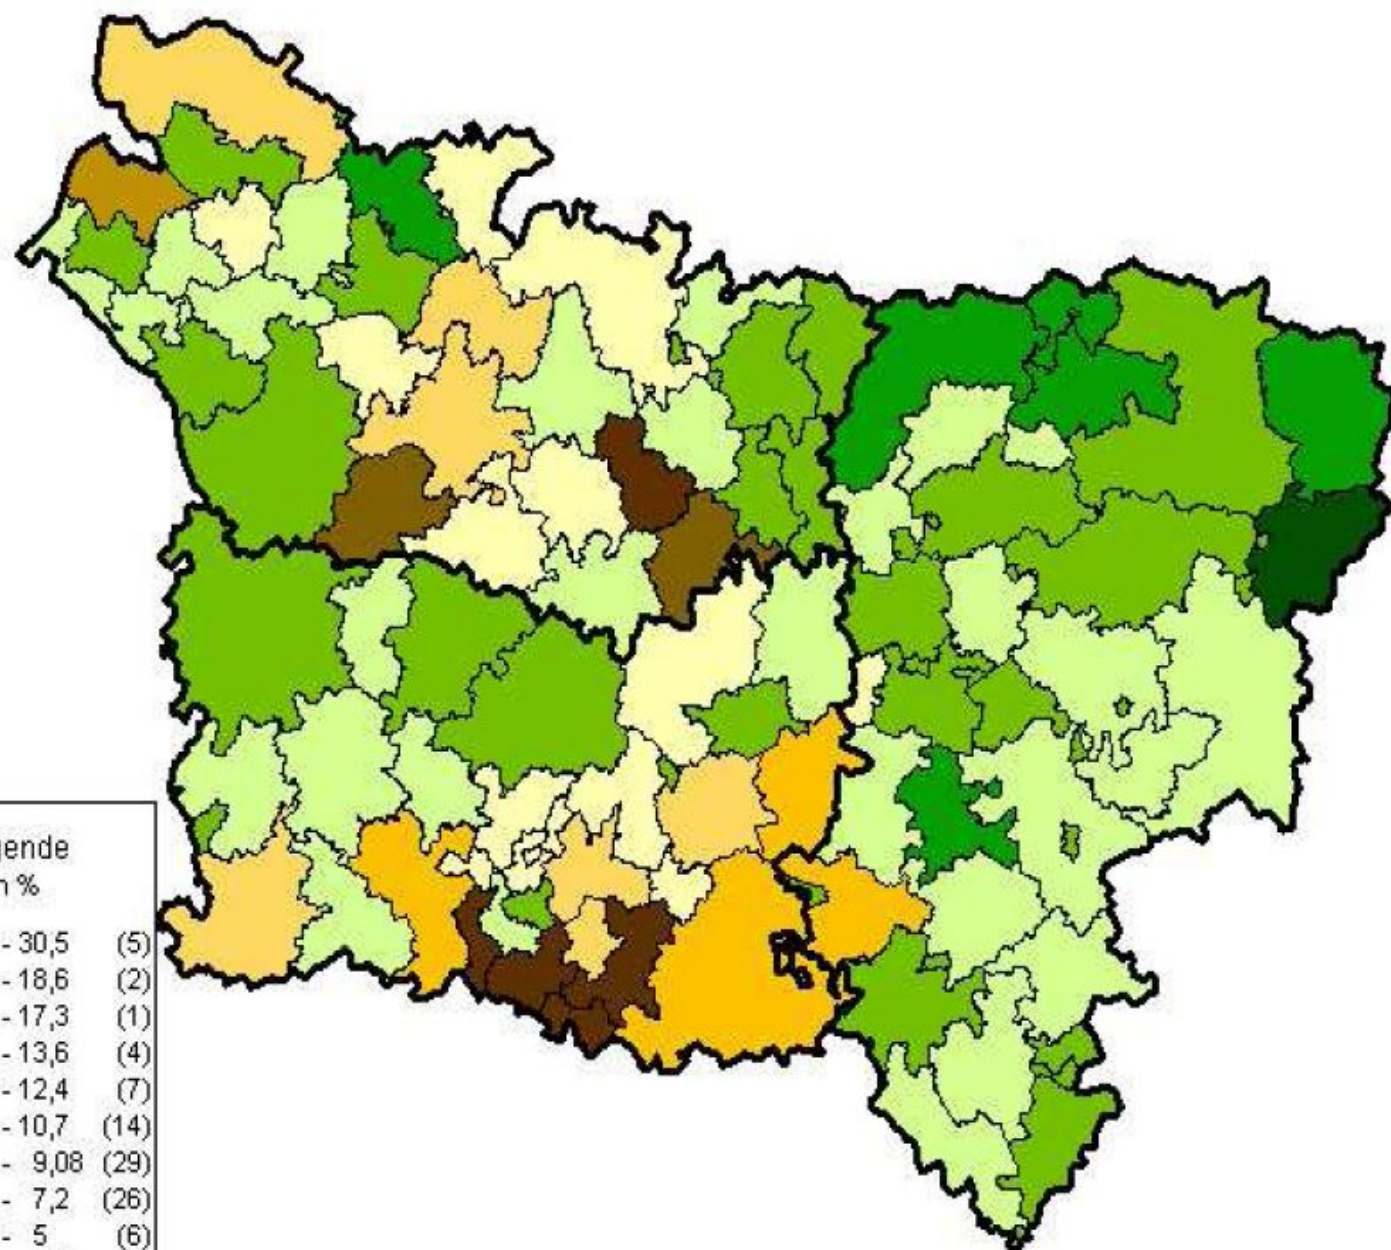 gende
n %
- 30,5 (5)
- 18,6 (2)
- 17,3 (1)
- 13,6 (4)
- 12,4 (7)
- 10,7 (14)
- 9,08 (29)
- 7,2 (26)
- 5 (6)